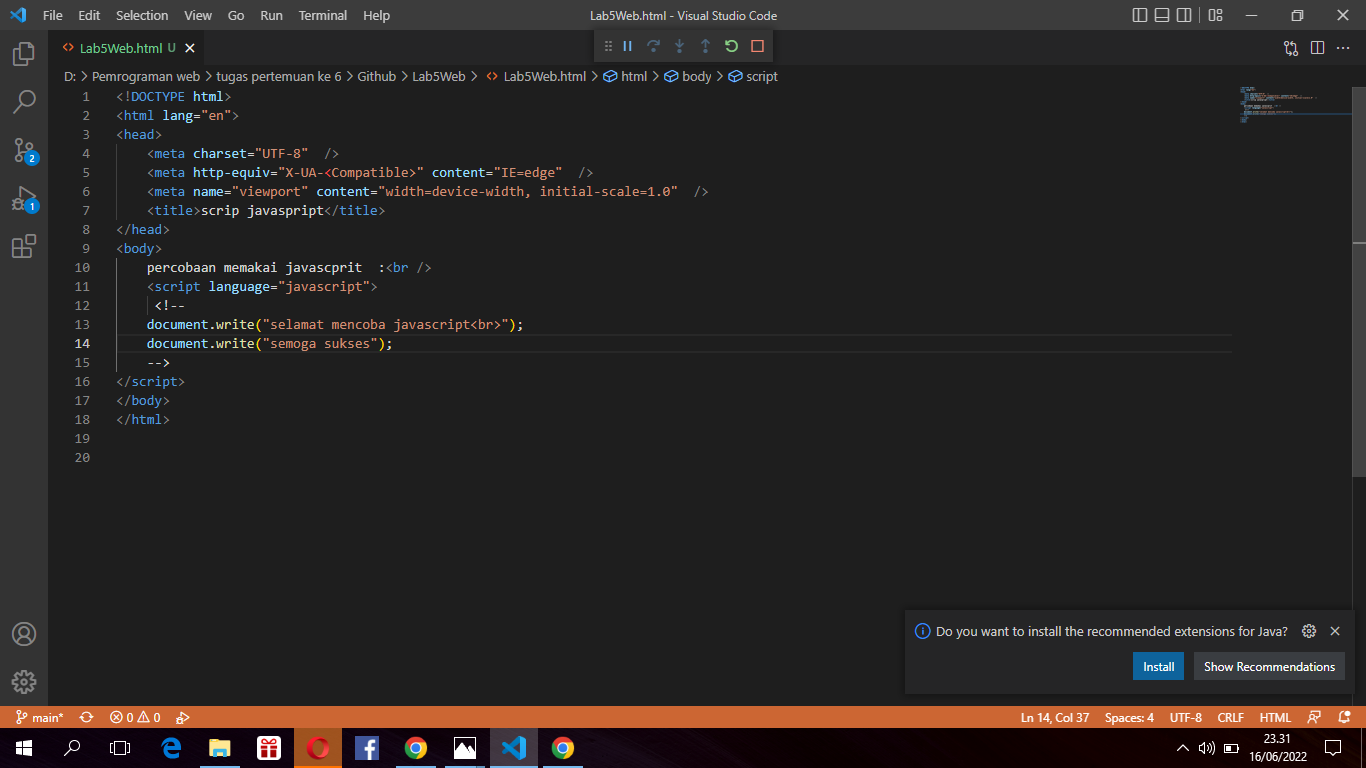 File Edit Selection View Go Run Terminal Help Lab5Web.html - Visual Studio Code
Lab5Web.html U
D: > Pemrograman web > tugas pertemuan ke 6 > Github > Lab5Web > Lab5Web.html > html > body > script
1 <!DOCTYPE html>
2 <html lang="en">
3 <head>
4 <meta charset="UTF-8"  />
5 <meta http-equiv="X-UA-<Compatible>" content="IE=edge"  />
6 <meta name="viewport" content="width=device-width, initial-scale=1.0"  />
7 <title>scrip javaspript</title>
8 </head>
9 <body>
10 percobaan memakai javascprit  :<br />
11 <script language="javascript">
12 <!--
13 document.write("selamat mencoba javascript<br>");
14 document.write("semoga sukses");
15 -->
16 </script>
17 </body>
18 </html>
19
20
2
1
Do you want to install the recommended extensions for Java?
Install Show Recommendations
main* 0 0 Ln 14, Col 37 Spaces: 4 UTF-8 CRLF HTML
23.31
16/06/2022